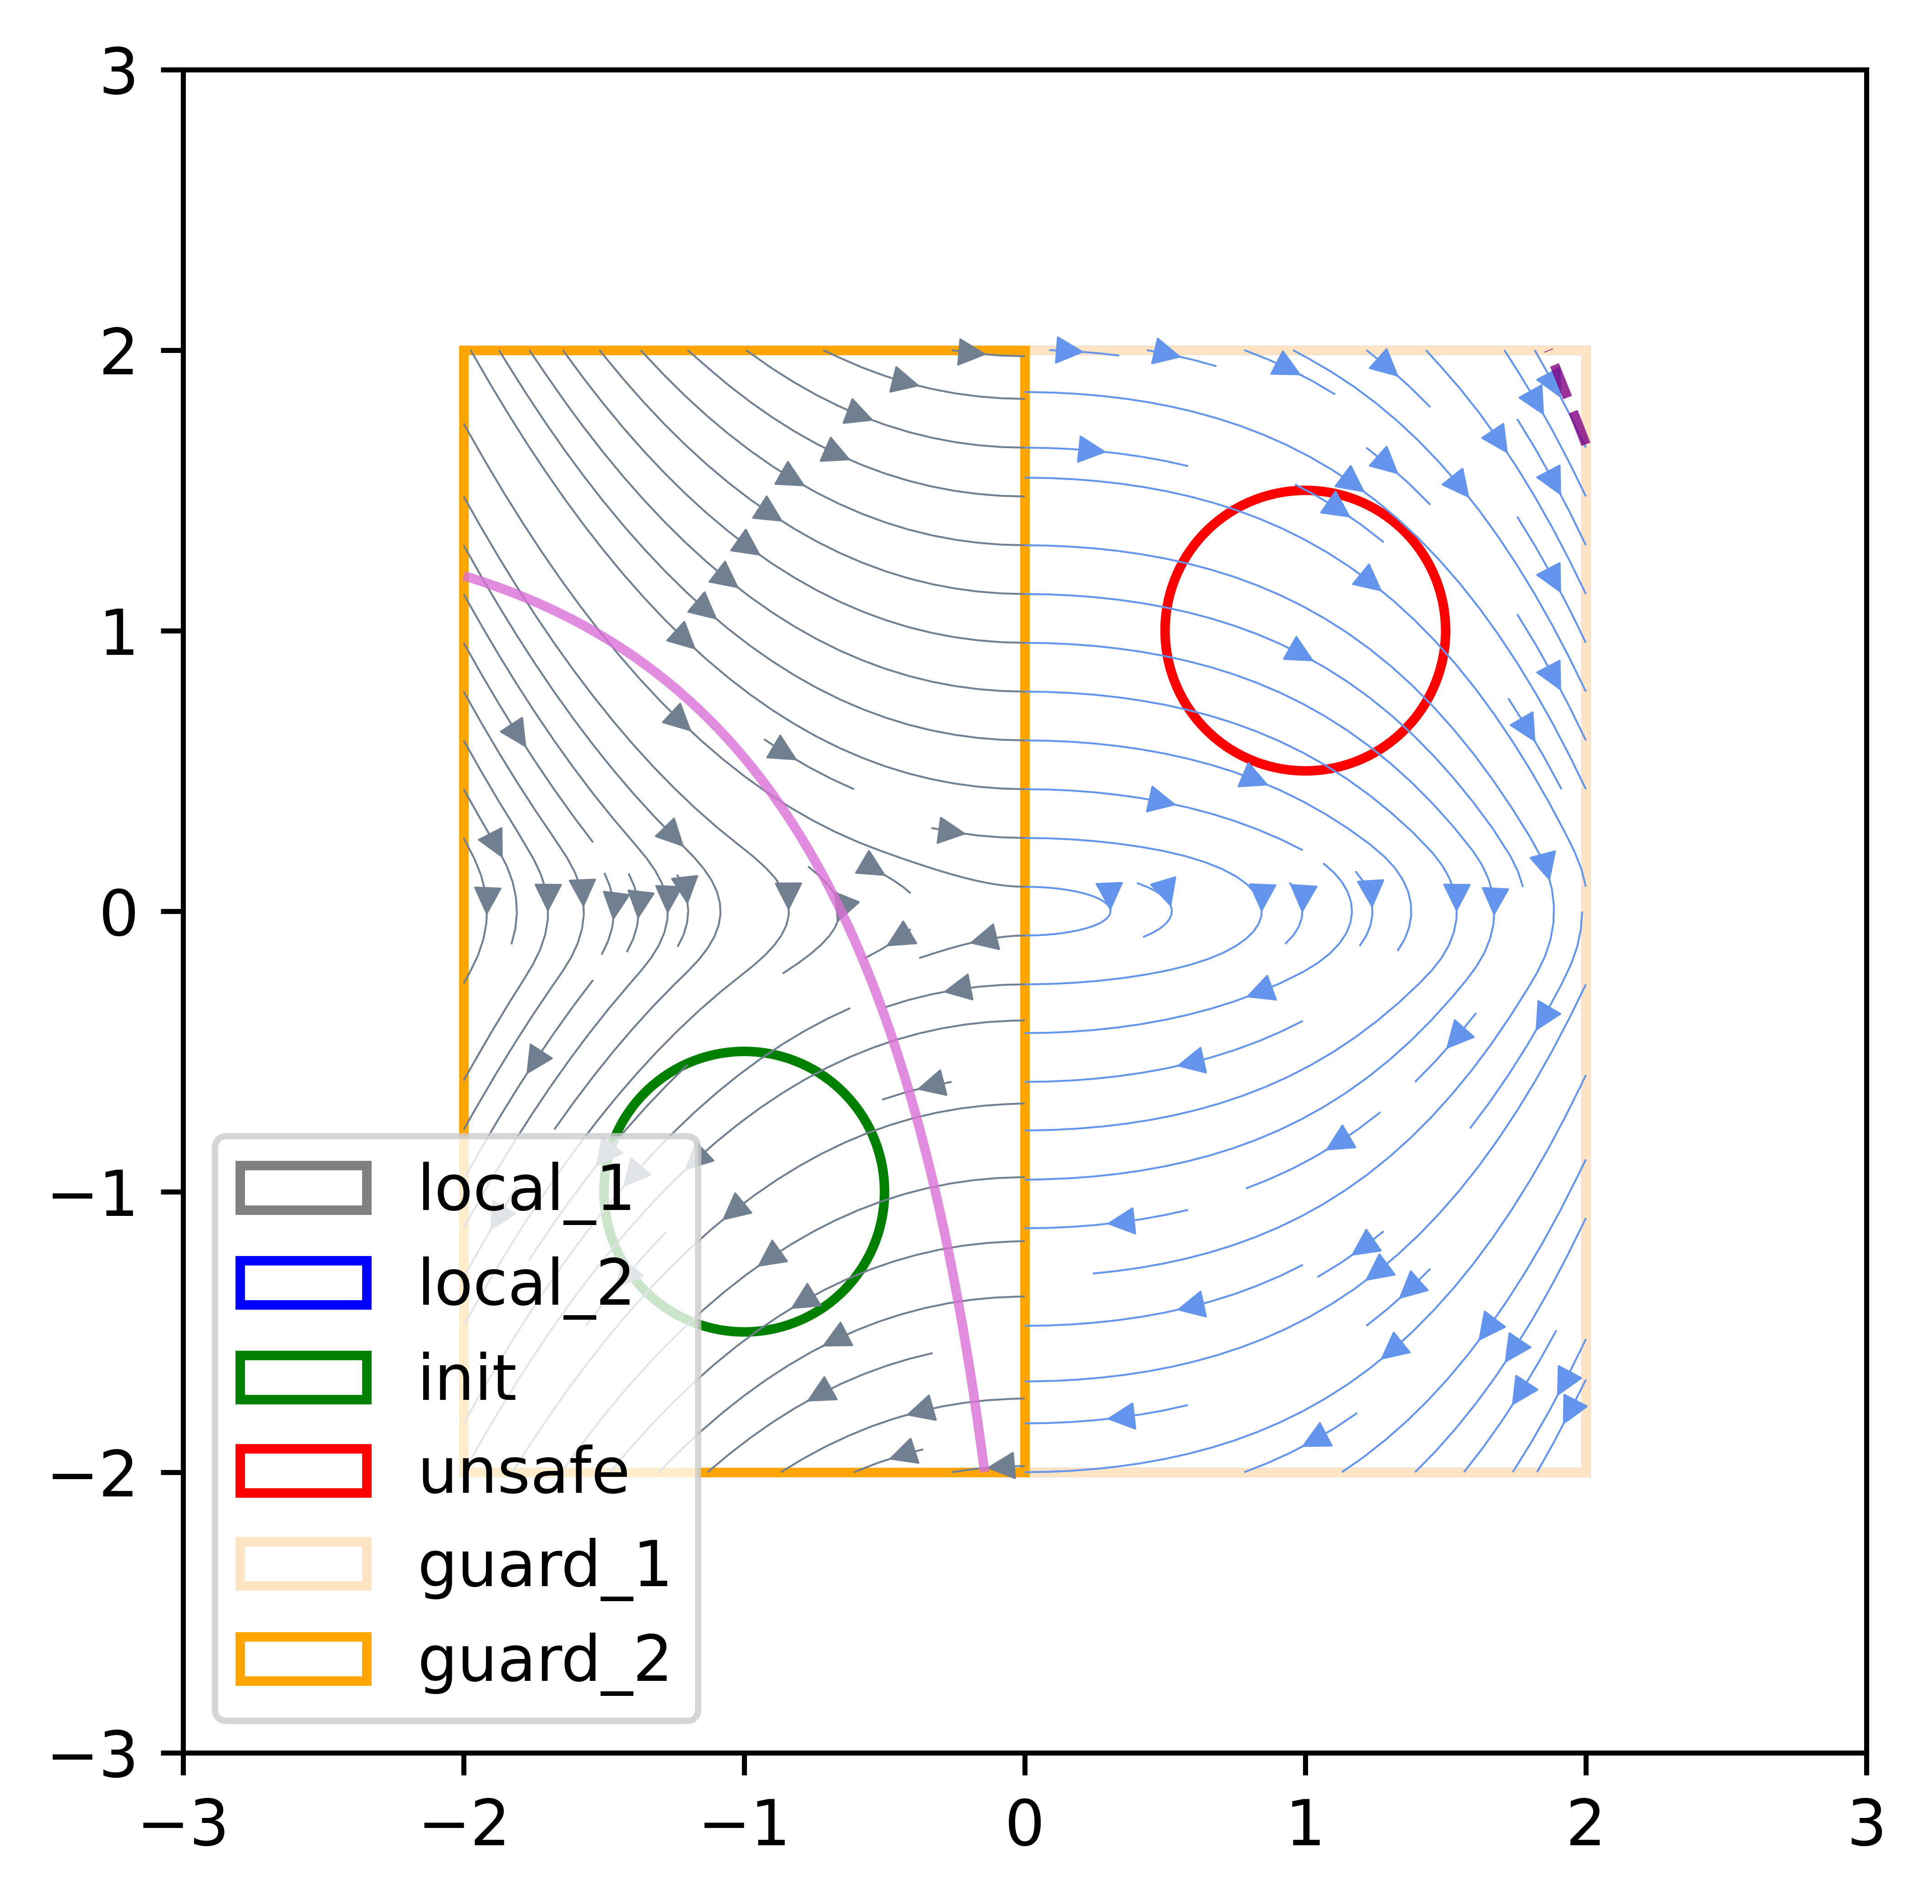 3
2
1
0
−1
−2
−3
local_1
local_2
init
unsafe
guard_1
guard_2
−3 −2 −1 0 1 2 3